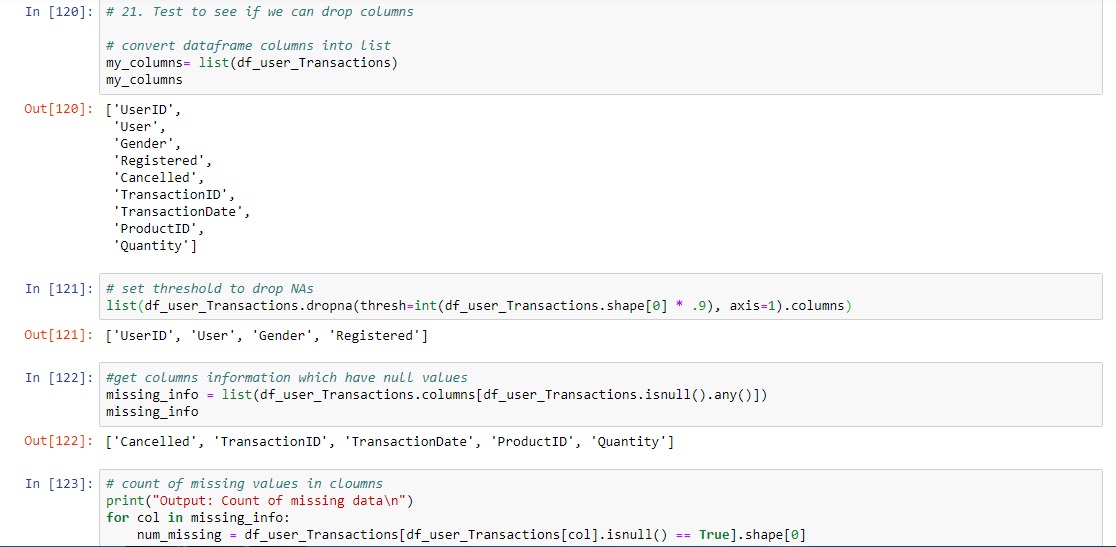 In [120]: # 21. Test to see if we can drop columns
# convert dataframe columns into list
my_columns= list(df_user_Transactions)
my_columns
Out[120]: ['UserID',
'User',
'Gender',
'Registered',
'Cancelled',
'TransactionID',
'TransactionDate',
'ProductID',
'Quantity']
In [121]: # set threshold to drop NAs
list(df_user_Transactions.dropna(thresh=int(df_user_Transactions.shape[0] * .9), axis=1).columns)
Out[121]: ['UserID', 'User', 'Gender', 'Registered']
In [122]: #get columns information which have null values
missing_info = list(df_user_Transactions.columns[df_user_Transactions.isnull().any()])
missing_info
Out[122]: ['Cancelled', 'TransactionID', 'TransactionDate', 'ProductID', 'Quantity']
In [123]: # count of missing values in cloumns
print("Output: Count of missing data\n")
for col in missing_info:
num_missing = df_user_Transactions[df_user_Transactions[col].isnull() == True].shape[0]